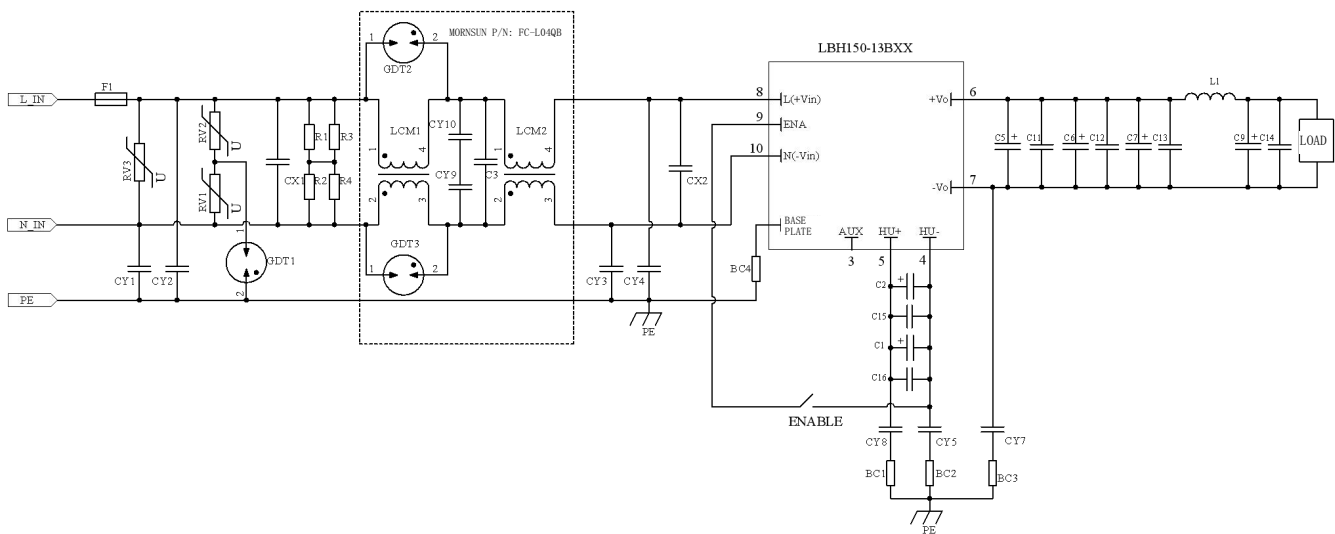 MORNSUN P/N: FC-L04QB
1
2
GDT2
LBH150-13BXX
L_IN
F1
8
L(+Vin)
+Vo
6
L1
9
ENA
10
N(-Vin)
RV2
U
R1
R3
LCM1
CY10
LCM2
1
4
1
4
C5
+
C11
C6
+
C12
C7
+
C13
C9
+
C14
LOAD
RV3
U
RV1
U
CX1
R2
R4
CY9
C3
CX2
2
3
2
3
7
-Vo
N_IN
BASE
PLATE
AUX
HU+
HU-
3
5
4
1
GDT1
2
GDT3
1
2
CY1
CY2
CY3
CY4
BC4
PE
PE
C2
+
C15
C1
+
C16
ENABLE
CY8
CY5
CY7
BC1
BC2
BC3
PE